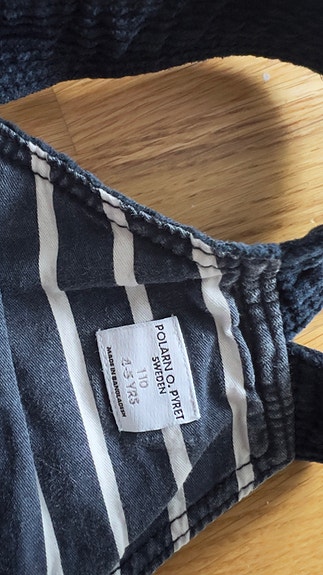 POLARN O. PYRET
SWEDEN
110
4-5 YRS
MADE IN BANGLADESH